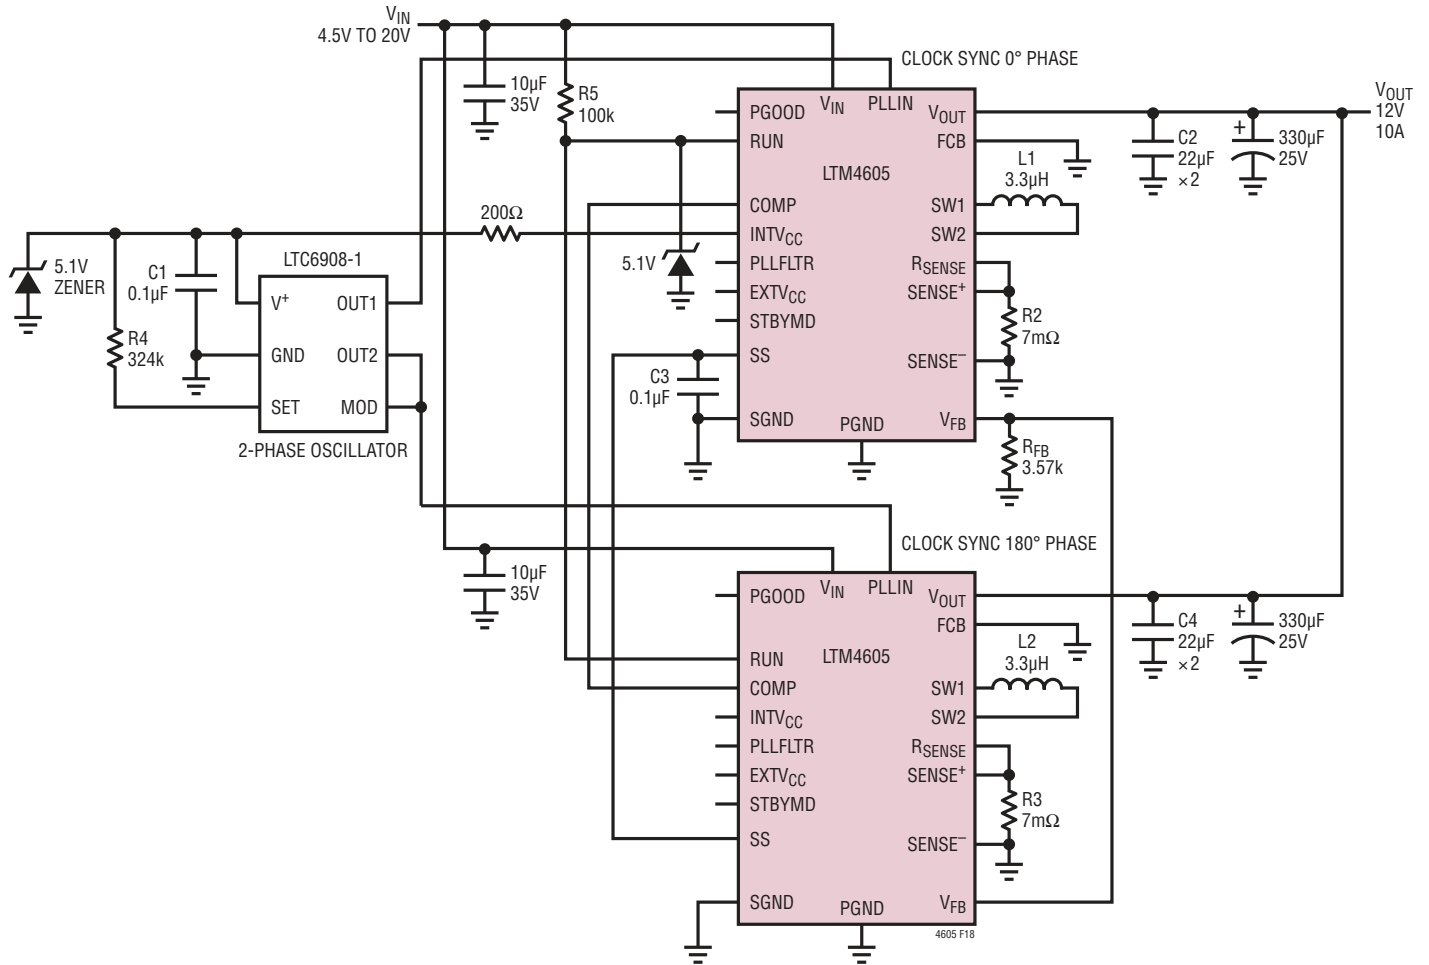 VIN
4.5V TO 20V
10µF
35V
R5
100k
CLOCK SYNC 0° PHASE
VOUT
12V
10A
PGOOD
VIN
PLLIN
VOUT
RUN
FCB
LTM4605
COMP
SW1
INTVCC
SW2
PLLFLTR
RSENSE
EXTVCC
SENSE+
STBYMD
SS
SENSE–
SGND
PGND
VFB
C2
22µF
×2
+
330µF
25V
L1
3.3µH
200Ω
5.1V
ZENER
C1
0.1µF
LTC6908-1
V+
OUT1
GND
OUT2
SET
MOD
2-PHASE OSCILLATOR
R4
324k
5.1V
C3
0.1µF
R2
7mΩ
RFB
3.57k
CLOCK SYNC 180° PHASE
10µF
35V
PGOOD
VIN
PLLIN
VOUT
FCB
LTM4605
RUN
COMP
SW1
INTVCC
SW2
PLLFLTR
RSENSE
EXTVCC
SENSE+
STBYMD
SS
SENSE–
SGND
PGND
VFB
L2
3.3µH
C4
22µF
×2
+
330µF
25V
R3
7mΩ
4605 F18